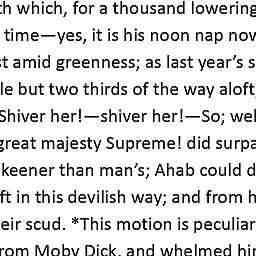 th which, for a thousand lowering
time—yes, it is his noon nap now
st amid greenness; as last year’s s
le but two thirds of the way aloft,
Shiver her!—shiver her!—So; wel
great majesty Supreme! did surpa
keener than man’s; Ahab could d
ft in this devilish way; and from h
eir scud. *This motion is peculiar
rom Moby Dick, and whelmed him